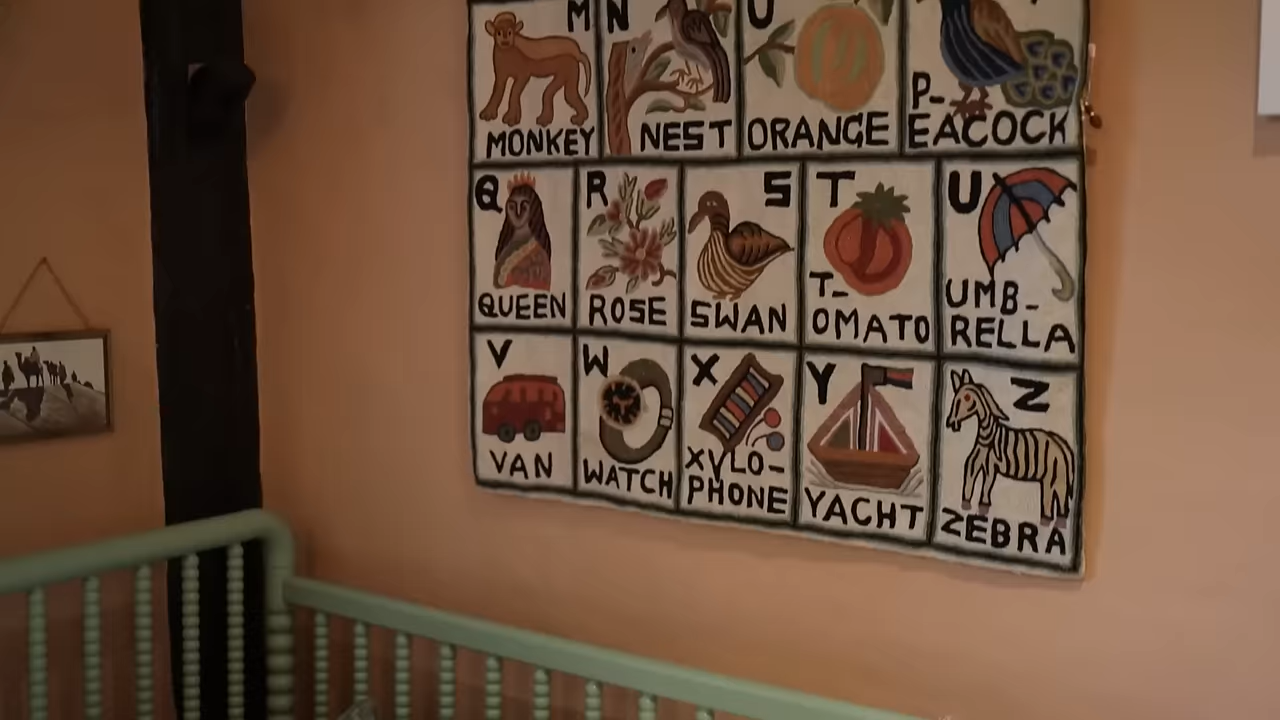 M
MONKEY
N
NEST
O
ORANGE
P-
EACOCK
Q
QUEEN
R
ROSE
S
SWAN
T
T-
OMATO
U
UMB-
RELLA
V
VAN
W
WATCH
X
XYLO-
PHONE
Y
YACHT
Z
ZEBRA